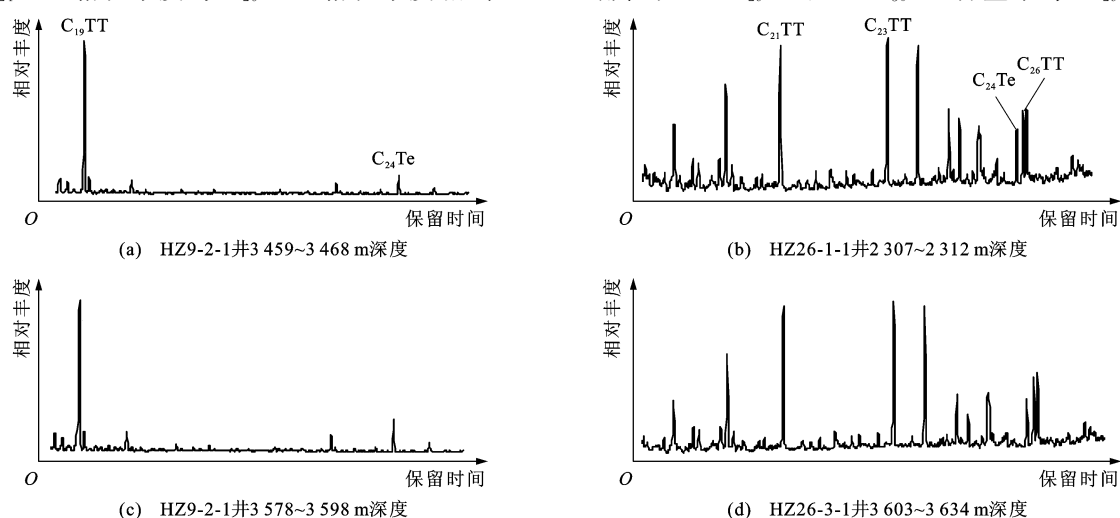 相对丰度
C₁₉TT
C₂₄Te
O
保留时间
(a) HZ9-2-1井3 459~3 468 m深度
相对丰度
C₂₁TT
C₂₃TT
C₂₄Te
C₂₆TT
O
保留时间
(b) HZ26-1-1井2 307~2 312 m深度
相对丰度
O
保留时间
(c) HZ9-2-1井3 578~3 598 m深度
相对丰度
O
保留时间
(d) HZ26-3-1井3 603~3 634 m深度